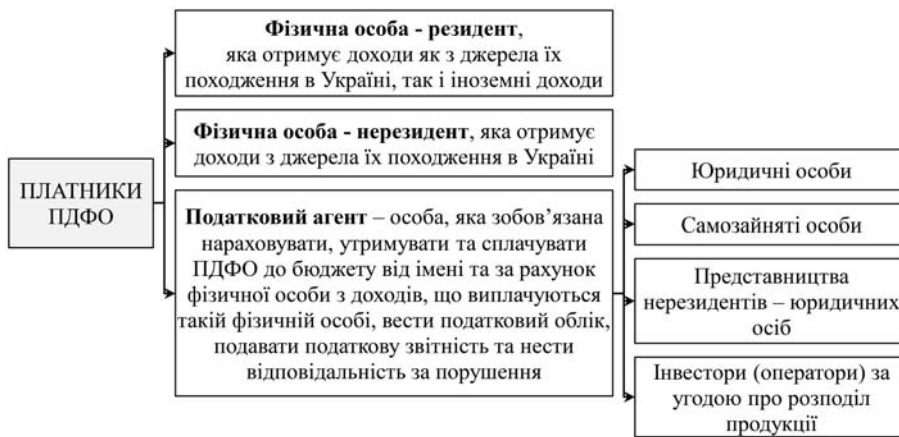 Фізична особа - резидент,
яка отримує доходи як з джерела їх
походження в Україні, так і іноземні доходи
Фізична особа - нерезидент, яка отримує
доходи з джерела їх походження в Україні
ПЛАТНИКИ
ПДФО
Податковий агент – особа, яка зобов’язана
нараховувати, утримувати та сплачувати
ПДФО до бюджету від імені та за рахунок
фізичної особи з доходів, що виплачуються
такій фізичній особі, вести податковий облік,
подавати податкову звітність та нести
відповідальність за порушення
Юридичні особи
Самозайняті особи
Представництва
нерезидентів – юридичних
осіб
Інвестори (оператори) за
угодою про розподіл
продукції